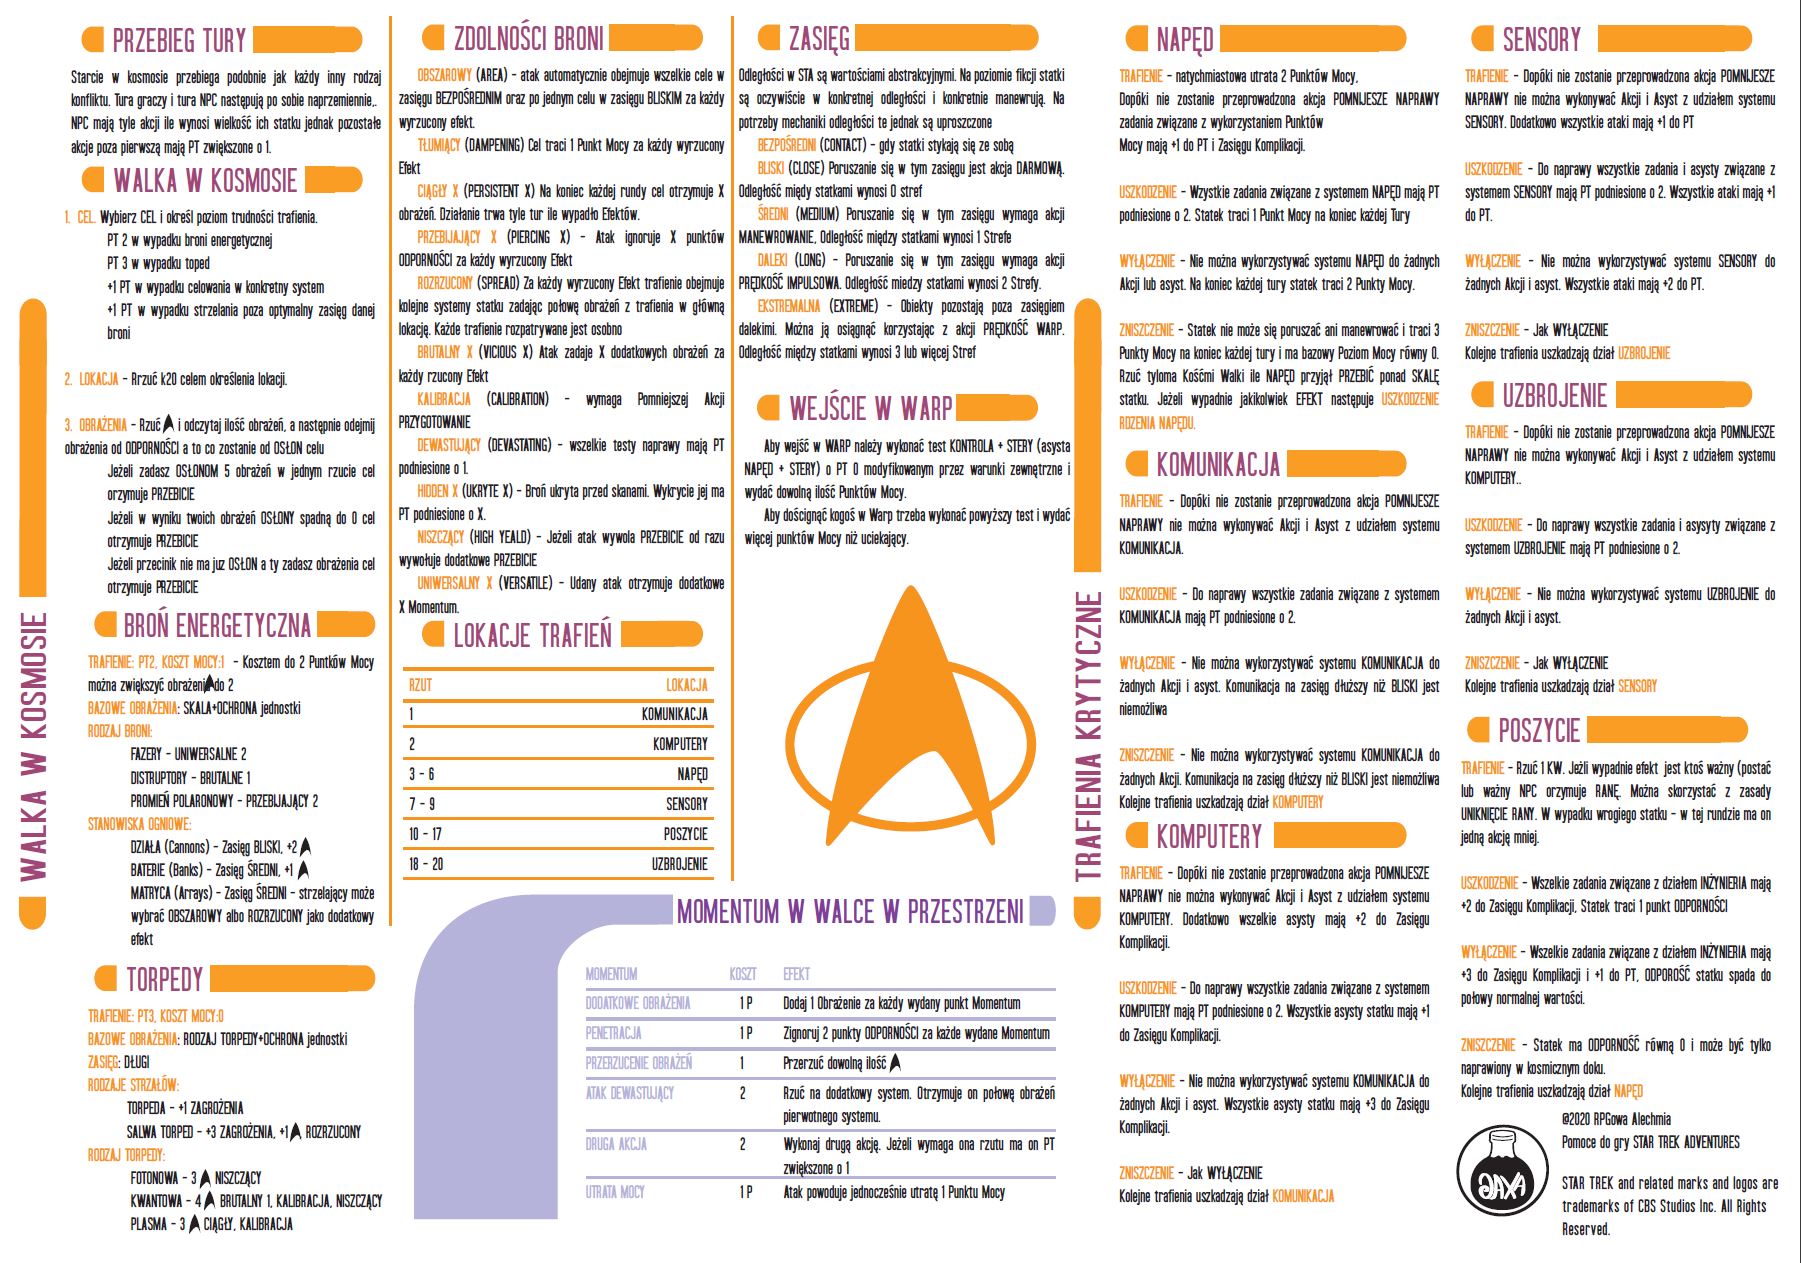 WALKA W KOSMOSIE
PRZEBIEG TURY
Starcie w kosmosie przebiega podobnie jak każdy inny rodzaj
konfliktu. Tura graczy i tura NPC następują po sobie naprzemiennie,.
NPC mają tyle akcji ile wynosi wielkość ich statku jednak pozostałe
akcje poza pierwszą mają PT zwiększone o 1.
WALKA W KOSMOSIE
1. CEL. Wybierz CEL i określ poziom trudności trafienia.
PT 2 w wypadku broni energetycznej
PT 3 w wypadku toped
+1 PT w wypadku celowania w konkretny system
+1 PT w wypadku strzelania poza optymalny zasięg danej
broni
2. LOKACJA – Rrzuć k20 celem określenia lokacji.
3. OBRAŻENIA – Rzuć i odczytaj ilość obrażeń, a następnie odejmij
obrażenia od ODPORNOŚCI a to co zostanie od OSŁON celu
Jeżeli zadasz OSŁONOM 5 obrażeń w jednym rzucie cel
orzymuje PRZEBICIE
Jeżeli w wyniku twoich obrażeń OSŁONY spadną do 0 cel
otrzymuje PRZEBICIE
Jeżeli przecinik nie ma juz OSŁON a ty zadasz obrażenia cel
otrzymuje PRZEBICIE
BROŃ ENERGETYCZNA
TRAFIENIE: PT2, KOSZT MOCY:1 – Kosztem do 2 Puntków Mocy
można zwiększyć obrażenia do 2
BAZOWE OBRAŻENIA: SKALA+OCHRONA jednostki
RODZAJ BRONI:
FAZERY – UNIWERSALNE 2
DISTRUPTORY – BRUTALNE 1
PROMIEŃ POLARONOWY – PRZEBIJAJĄCY 2
STANOWISKA OGNIOWE:
DZIAŁA (Cannons) – Zasięg BLISKI, +2
BATERIE (Banks) – Zasięg ŚREDNI, +1
MATRYCA (Arrays) – Zasięg ŚREDNI – strzelający może
wybrać OBSZAROWY albo ROZRZUCONY jako dodatkowy
efekt
TORPEDY
TRAFIENIE: PT3, KOSZT MOCY:0
BAZOWE OBRAŻENIA: RODZAJ TORPEDY+OCHRONA jednostki
ZASIĘG: DŁUGI
RODZAJE STRZAŁÓW:
TORPEDA – +1 ZAGROŻENIA
SALWA TORPED – +3 ZAGROŻENIA, +1 ROZRZUCONY
RODZAJ TORPEDY:
FOTONOWA – 3 NISZCZĄCY
KWANTOWA – 4 BRUTALNY 1, KALIBRACJA, NISZCZĄCY
PLASMA – 3 CIĄGŁY, KALIBRACJA
ZDOLNOŚCI BRONI
OBSZAROWY (AREA) – atak automatycznie obejmuje wszelkie cele w
zasięgu BEZPOŚREDNIM oraz po jednym celu w zasięgu BLISKIM za każdy
wyrzucony efekt.
TŁUMIĄCY (DAMPENING) Cel traci 1 Punkt Mocy za każdy wyrzucony
Efekt
CIĄGŁY X (PERSISTENT X) Na koniec każdej rundy cel otrzymuje X
obrażeń. Działanie trwa tyle tur ile wypadło Efektów.
PRZEBIJAJĄCY X (PIERCING X) – Atak ignoruje X punktów
ODPORNOŚCI za każdy wyrzucony Efekt
ROZRZUCONY (SPREAD) Za każdy wyrzucony Efekt trafienie obejmuje
kolejne systemy statku zadając połowę obrażeń z trafienia w główną
lokację. Każde trafienie rozpatrywane jest osobno
BRUTALNY X (VICIOUS X) Atak zadaje X dodatkowych obrażeń za
każdy rzucony Efekt
KALIBRACJA (CALIBRATION) – wymaga Pomniejszej Akcji
PRZYGOTOWANIE
DEWASTUJĄCY (DEVASTATING) – wszelkie testy naprawy mają PT
podniesione o 1.
HIDDEN X (UKRYTE X) – Broń ukryta przed skanami. Wykrycie jej ma
PT podniesione o X.
NISZCZĄCY (HIGH YEALD) – Jeżeli atak wywola PRZEBICIE od razu
wywołuje dodatkowe PRZEBICIE
UNIWERSALNY X (VERSATILE) – Udany atak otrzymuje dodatkowe
X Momentum.
LOKACJE TRAFIEŃ
RZUT LOKACJA
1 KOMUNIKACJA
2 KOMPUTERY
3 – 6 NAPĘD
7 – 9 SENSORY
10 – 17 POSZYCIE
18 – 20 UZBROJENIE
ZASIĘG
Odległości w STA są wartościami abstrakcyjnymi. Na poziomie fikcji statki
są oczywiście w konkretnej odległości i konkretnie manewrują. Na
potrzeby mechaniki odległości te jednak są uproszczone
BEZPOŚREDNI (CONTACT) – gdy statki stykają się ze sobą
BLISKI (CLOSE) Poruszanie się w tym zasięgu jest akcja DARMOWĄ.
Odległość międy statkami wynosi 0 stref
ŚREDNI (MEDIUM) Poruszanie się w tym zasięgu wymaga akcji
MANEWROWANIE, Odległość między statkami wynosi 1 Strefe
DALEKI (LONG) – Poruszanie się w tym zasięgu wymaga akcji
PRĘDKOŚĆ IMPULSOWA. Odległość miedzy statkami wynosi 2 Strefy.
EKSTREMALNA (EXTREME) – Obiekty pozostają poza zasięgiem
dalekimi. Można ją osiągnąć korzystając z akcji PRĘDKOŚĆ WARP.
Odległość między statkami wynosi 3 lub więcej Stref
WEJŚCIE W WARP
Aby wejść w WARP należy wykonać test KONTROLA + STERY (asysta
NAPĘD + STERY) o PT 0 modyfikowanym przez warunki zewnętrzne i
wydać dowolną ilość Punktów Mocy.
Aby doścignąć kogoś w Warp trzeba wykonać powyższy test i wydać
więcej punktów Mocy niż uciekający.
MOMENTUM W WALCE W PRZESTRZENI
MOMENTUM KOSZT EFEKT
DODATKOWE OBRAŻENIA 1 P Dodaj 1 Obrażenie za każdy wydany punkt Momentum
PENETRACJA 1 P Zignoruj 2 punkty ODPORNOŚCI za każde wydane Momentum
PRZERZUCENIE OBRAŻEŃ 1 Przerzuć dowolną ilość
ATAK DEWASTUJĄCY 2 Rzuć na dodatkowy system. Otrzymuje on połowę obrażeń
pierwotnego systemu.
DRUGA AKCJA 2 Wykonaj drugą akcję. Jeżeli wymaga ona rzutu ma on PT
zwiększone o 1
UTRATA MOCY 1 P Atak powoduje jednocześnie utratę 1 Punktu Mocy
TRAFIENIA KRYTYCZNE
NAPĘD
TRAFIENIE – natychmiastowa utrata 2 Punktów Mocy,
Dopóki nie zostanie przeprowadzona akcja POMNIJESZE NAPRAWY
zadania związane z wykorzystaniem Punktów
Mocy mają +1 do PT i Zasięgu Komplikacji.
USZKODZENIE – Wzystkie zadania związane z systemem NAPĘD mają PT
podniesione o 2. Statek traci 1 Punkt Mocy na koniec każdej Tury
WYŁĄCZENIE – Nie można wykorzystywać systemu NAPĘD do żadnych
Akcji lub asyst. Na koniec każdej tury statek traci 2 Punkty Mocy.
ZNISZCZENIE – Statek nie może się poruszać ani manewrować i traci 3
Punkty Mocy na koniec każdej tury i ma bazowy Poziom Mocy równy 0.
Rzuć tyloma Kośćmi Walki ile NAPĘD przyjął PRZEBIĆ ponad SKALĘ
statku. Jeżeli wypadnie jakikolwiek EFEKT następuje USZKODZENIE
RDZENIA NAPĘDU.
KOMUNIKACJA
TRAFIENIE – Dopóki nie zostanie przeprowadzona akcja POMNIJESZE
NAPRAWY nie można wykonywać Akcji i Asyst z udziałem systemu
KOMUNIKACJA.
USZKODZENIE – Do naprawy wszystkie zadania związane z systemem
KOMUNIKACJA mają PT podniesione o 2.
WYŁĄCZENIE – Nie można wykorzystywać systemu KOMUNIKACJA do
żadnych Akcji i asyst. Komunikacja na zasięg dłuższy niż BLISKI jest
niemożliwa
ZNISZCZENIE – Nie można wykorzystywać systemu KOMUNIKACJA do
żadnych Akcji. Komunikacja na zasięg dłuższy niż BLISKI jest niemożliwa
Kolejne trafienia uszkadzają dział KOMPUTERY
KOMPUTERY
TRAFIENIE – Dopóki nie zostanie przeprowadzona akcja POMNIJESZE
NAPRAWY nie można wykonywać Akcji i Asyst z udziałem systemu
KOMPUTERY. Dodatkowo wszelkie asysty mają +2 do Zasięgu
Komplikacji.
USZKODZENIE – Do naprawy wszystkie zadania związane z systemem
KOMPUTERY mają PT podniesione o 2. Wszystkie asysty statku mają +1
do Zasięgu Komplikacji.
WYŁĄCZENIE – Nie można wykorzystywać systemu KOMPUTERY do
żadnych Akcji i asyst. Wszystkie asysty statku mają +3 do Zasięgu
Komplikacji.
ZNISZCZENIE – Jak WYŁĄCZENIE
Kolejne trafienia uszkadzają dział KOMUNIKACJA
SENSORY
TRAFIENIE – Dopóki nie zostanie przeprowadzona akcja POMNIJESZE
NAPRAWY nie można wykonywać Akcji i Asyst z udziałem systemu
SENSORY. Dodatkowo wszystkie ataki mają +1 do PT
USZKODZENIE – Do naprawy wszystkie zadania i asysty związane z
systemem SENSORY mają PT podniesione o 2. Wszystkie ataki mają +1
do PT.
WYŁĄCZENIE – Nie można wykorzystywać systemu SENSORY do
żadnych Akcji i asyst. Wszystkie ataki mają +2 do PT.
ZNISZCZENIE – Jak WYŁĄCZENIE
Kolejne trafienia uszkadzają dział UZBROJENIE
UZBROJENIE
TRAFIENIE – Dopóki nie zostanie przeprowadzona akcja POMNIJESZE
NAPRAWY nie można wykonywać Akcji i Asyst z udziałem systemu
KOMPUTERY..
USZKODZENIE – Do naprawy wszystkie zadania i asysyty związane z
systemem UZBROJENIE mają PT podniesione o 2.
WYŁĄCZENIE – Nie można wykorzystywać systemu UZBROJENIE do
żadnych Akcji i asyst.
ZNISZCZENIE – Jak WYŁĄCZENIE
Kolejne trafienia uszkadzają dział SENSORY
POSZYCIE
TRAFIENIE – Rzuć 1 KW. Jeźli wypadnie efekt jest ktoś ważny (postać
lub ważny NPC orzymuje RANĘ. Można skorzystać z zasady
UNIKNIĘCIE RANY. W wypadku wrogiego statku – w tej rundzie ma on
jedną akcję mniej.
USZKODZENIE – Wszelkie zadania związane z działem INŻYNIERIA mają
+2 do Zasięgu Komplikacji, Statek traci 1 punkt ODPORNOŚCI
WYŁĄCZENIE – Wszelkie zadania związane z działem INŻYNIERIA mają
+3 do Zasięgu Komplikacji i +1 do PT, ODPOROŚĆ statku spada do
połowy normalnej wartości.
ZNISZCZENIE – Statek ma ODPORNOŚĆ równą 0 i może być tylko
naprawiony w kosmicznym doku.
Kolejne trafienia uszkadzają dział NAPĘD
@2020 RPGowa Alechmia
Pomoce do gry STAR TREK ADVENTURES
JAXA
STAR TREK and related marks and logos are
trademarks of CBS Studios Inc. All Rights
Reserved.